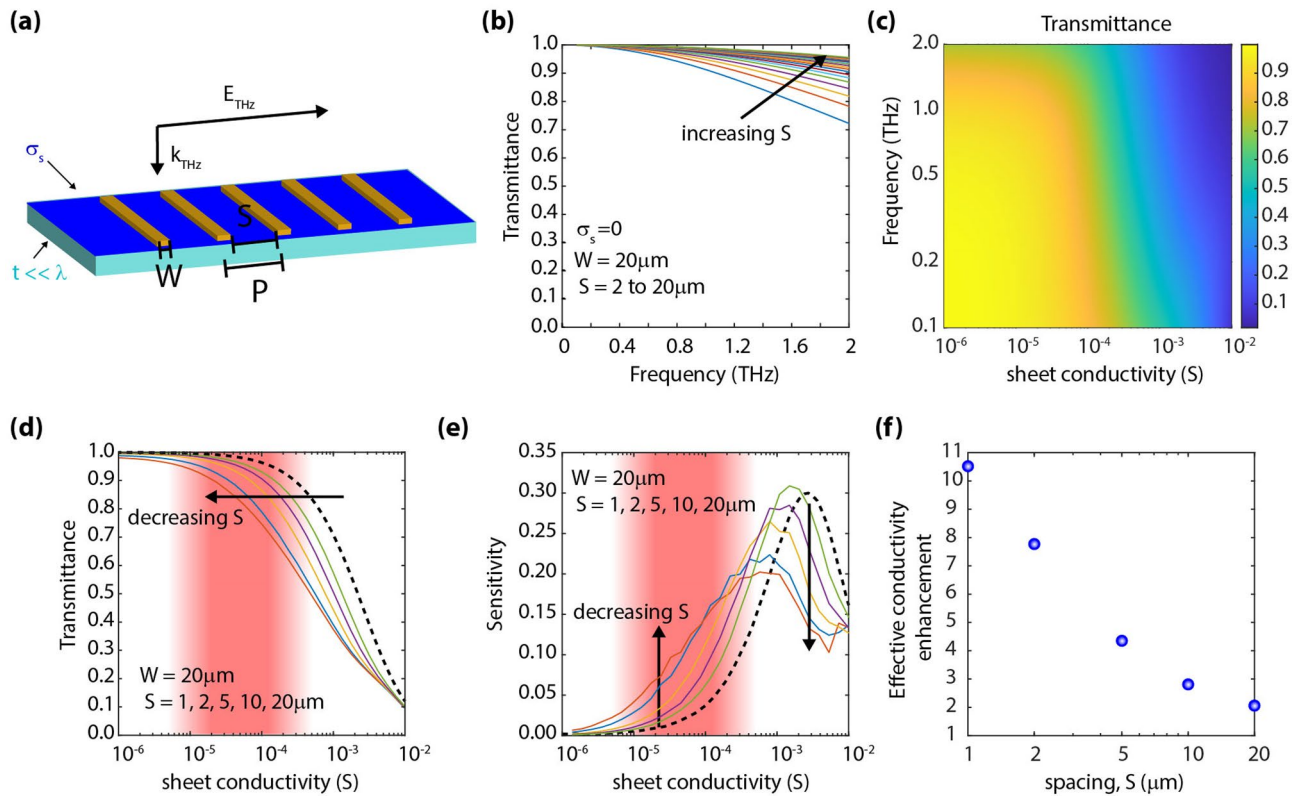 (a)
E_THz
k_THz
σ_s
S
W
P
t << λ
(b)
Transmittance
1.0
0.9
0.8
0.7
0.6
0.5
0.4
0.3
0.2
0.1
0.0
increasing S
σ_s=0
W = 20μm
S = 2 to 20μm
0 0.4 0.8 1.2 1.6 2
Frequency (THz)
(c)
Transmittance
Frequency (THz)
2.0
1.0
0.5
0.2
0.1
10^-6 10^-5 10^-4 10^-3 10^-2
sheet conductivity (S)
0.9
0.8
0.7
0.6
0.5
0.4
0.3
0.2
0.1
(d)
Transmittance
1.0
0.9
0.8
0.7
0.6
0.5
0.4
0.3
0.2
0.1
0.0
decreasing S
W = 20μm
S = 1, 2, 5, 10, 20μm
10^-6 10^-5 10^-4 10^-3 10^-2
sheet conductivity (S)
(e)
Sensitivity
0.35
0.30
0.25
0.20
0.15
0.10
0.05
0.00
W = 20μm
S = 1, 2, 5, 10, 20μm
decreasing S
10^-6 10^-5 10^-4 10^-3 10^-2
sheet conductivity (S)
(f)
Effective conductivity
enhancement
11
10
9
8
7
6
5
4
3
2
1
1 2 5 10 20
spacing, S (μm)